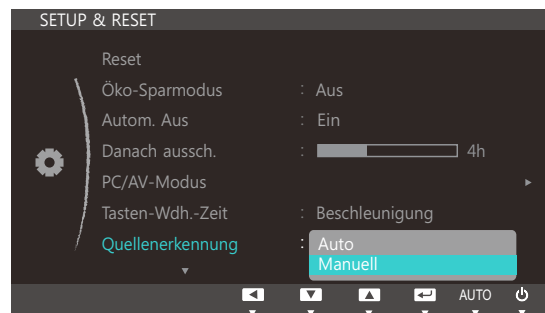 SETUP & RESET
Reset
Öko-Sparmodus : Aus
Autom. Aus : Ein
Danach aussch. : 4h
PC/AV-Modus
Tasten-Wdh.-Zeit : Beschleunigung
Quellenerkennung : Auto
Manuell
AUTO